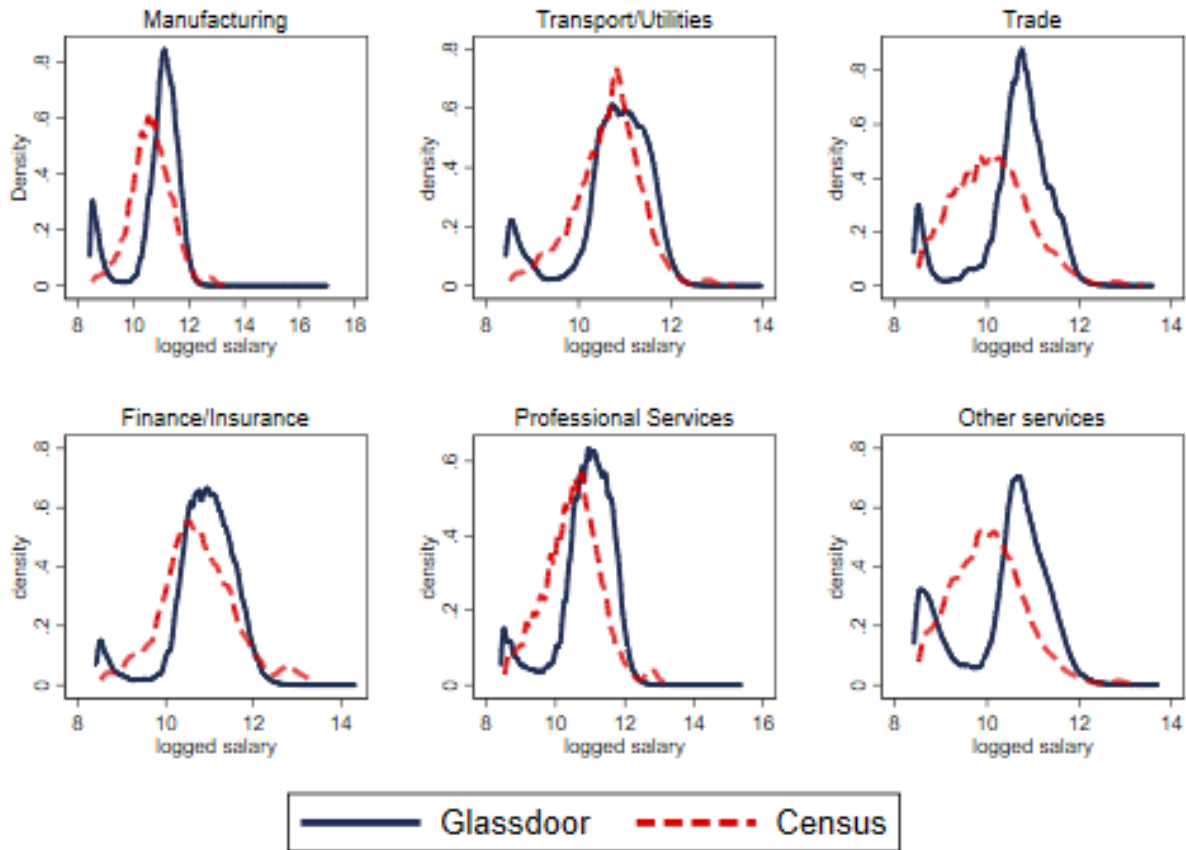 Manufacturing
Transport/Utilities
Trade
Density
0 .2 .4 .6 .8
8 10 12 14 16 18
logged salary
density
0 .2 .4 .6 .8
8 10 12 14
logged salary
density
0 .2 .4 .6 .8
8 10 12 14
logged salary
Finance/Insurance
Professional Services
Other services
density
0 .2 .4 .6 .8
8 10 12 14
logged salary
density
0 .2 .4 .6
8 10 12 14 16
logged salary
density
0 .2 .4 .6 .8
8 10 12 14
logged salary
Glassdoor
Census